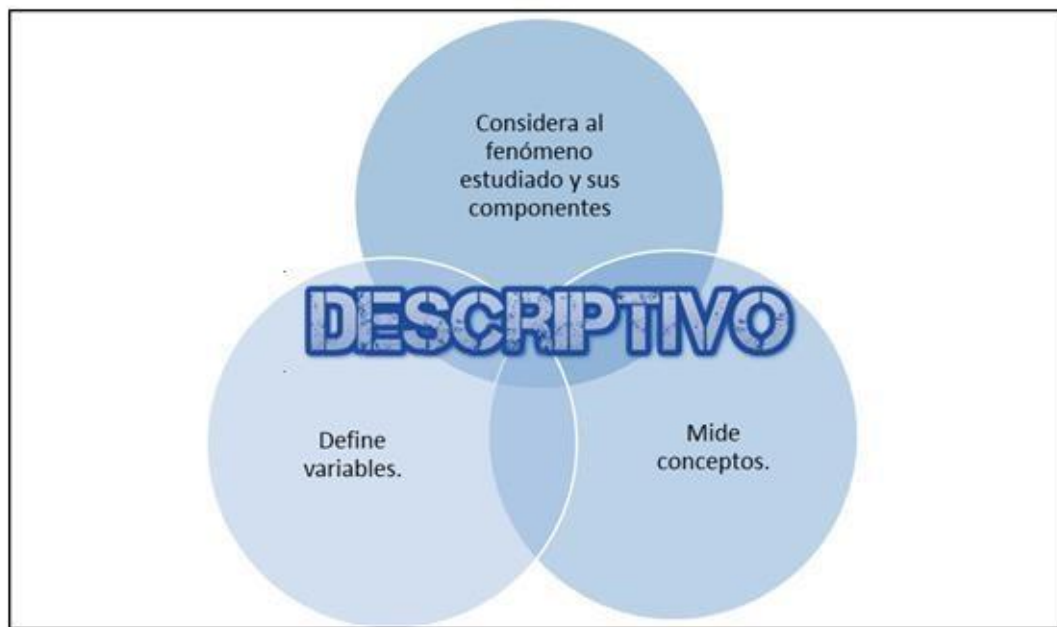 Considera al
fenómeno
estudiado y sus
componentes
DESCRIPTIVO
Define
variables.
Mide
conceptos.